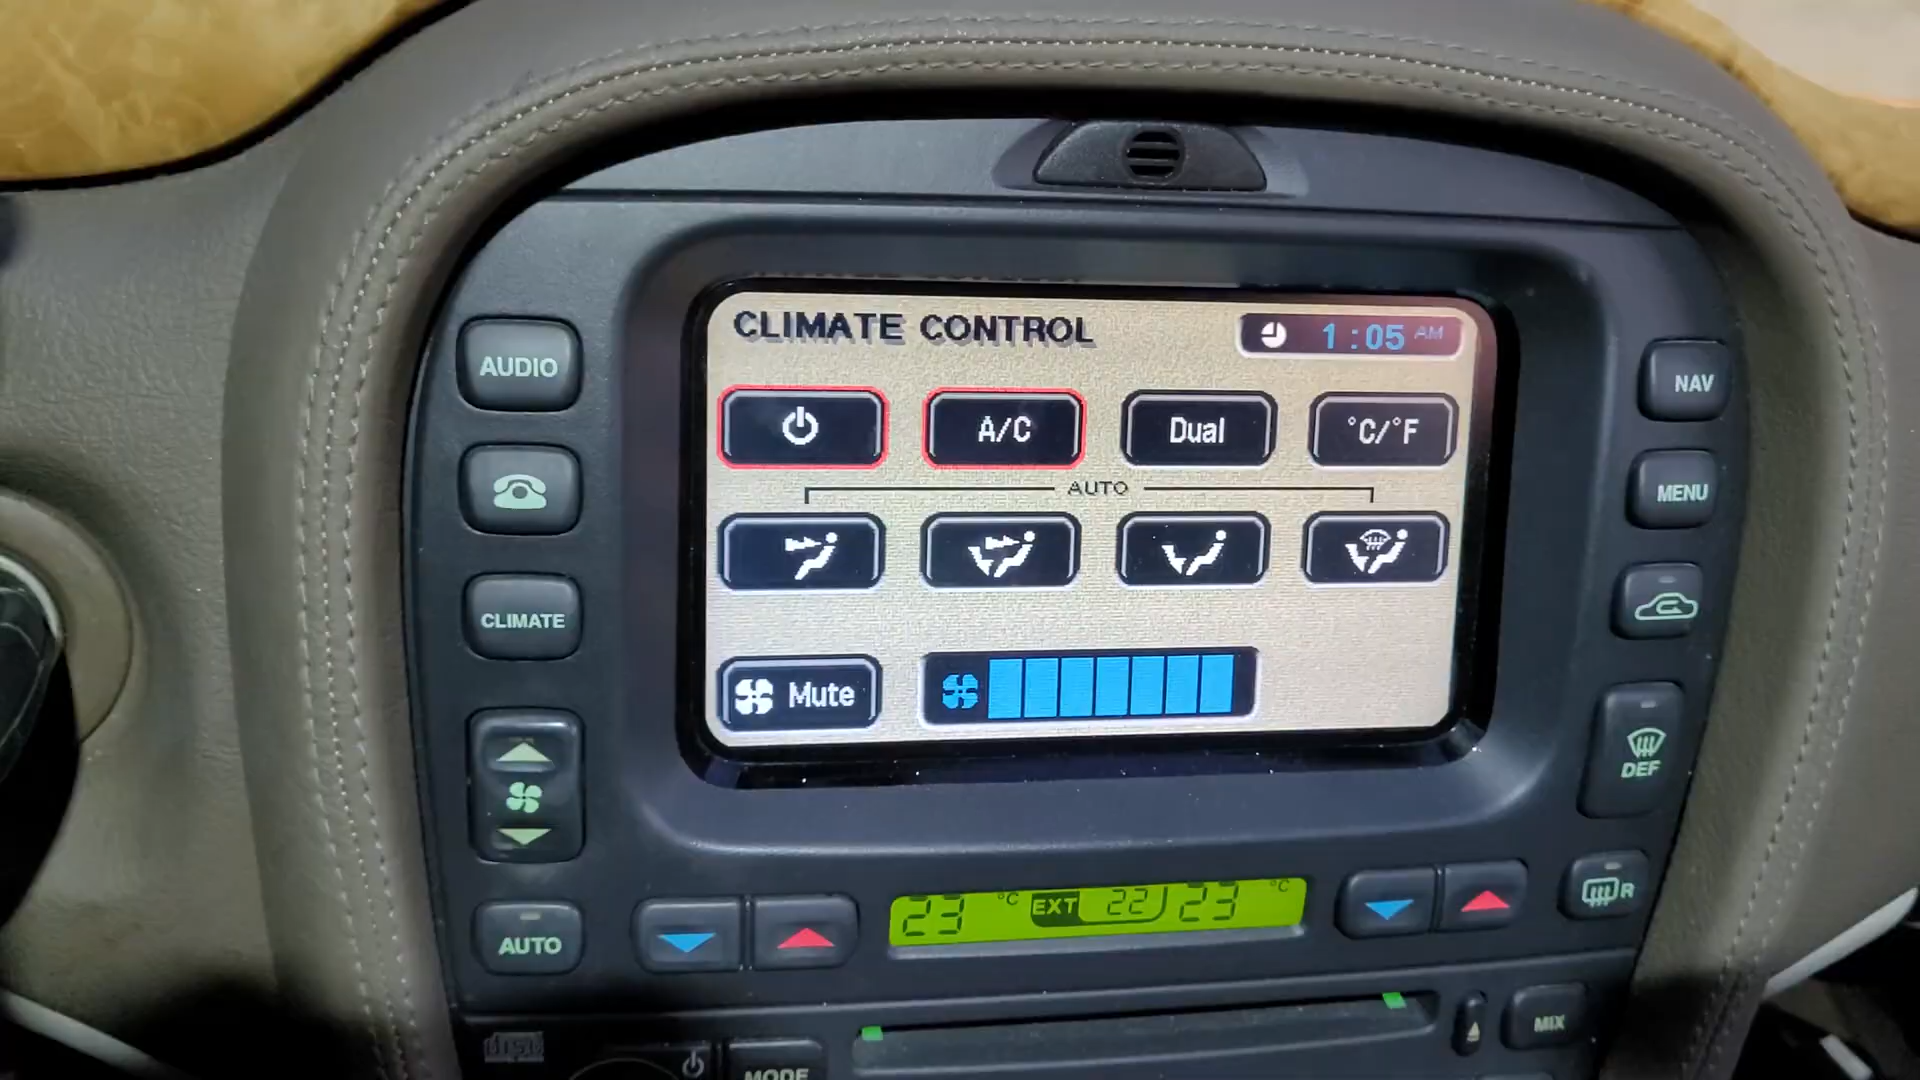 CLIMATE CONTROL
1:05 AM
AUDIO
A/C
Dual
°C/°F
NAV
AUTO
MENU
CLIMATE
Mute
DEF
AUTO
23 °C
EXT 22
23 °C
R
disc
MODE
MIX